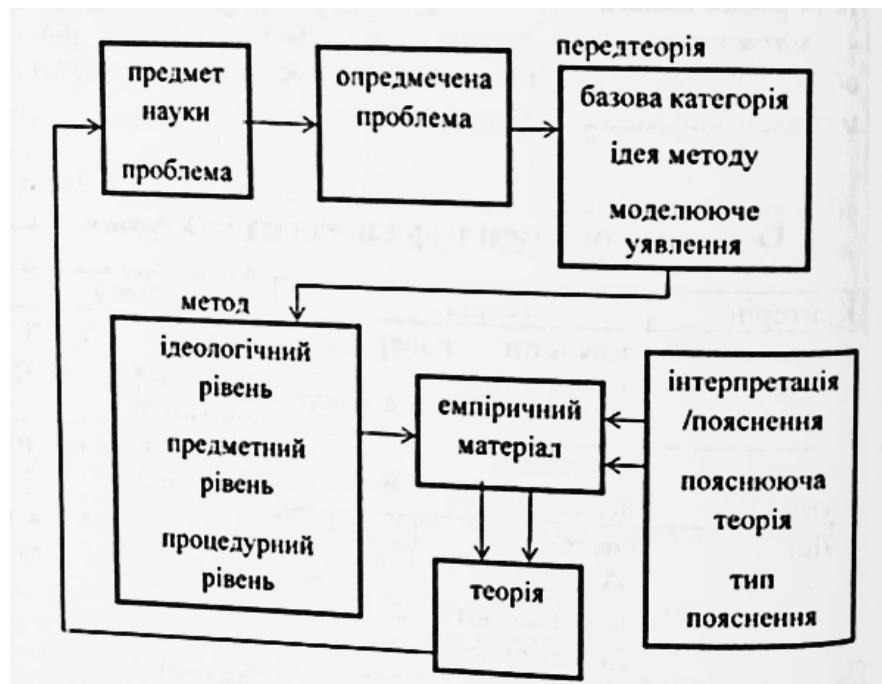 предмет
науки
проблема
опредмечена
проблема
передтеорія
базова категорія
ідея методу
моделююче
уявлення
метод
ідеологічний
рівень
предметний
рівень
процедурний
рівень
емпіричний
матеріал
інтерпретація
/пояснення
пояснююча
теорія
тип
пояснення
теорія